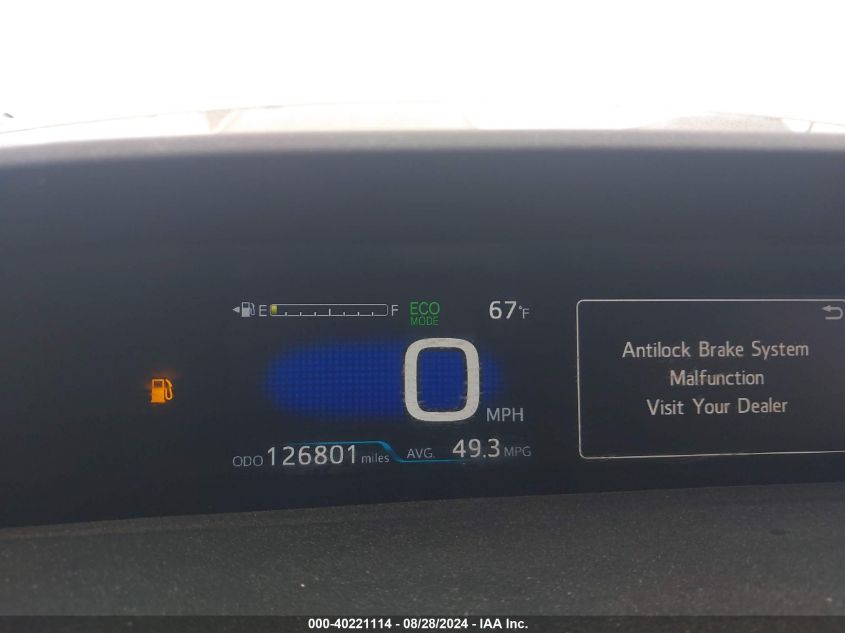 E F ECO MODE 67°F
0 MPH
ODO 126801 miles AVG. 49.3 MPG
Antilock Brake System
Malfunction
Visit Your Dealer
000-40221114 - 08/28/2024 - IAA Inc.